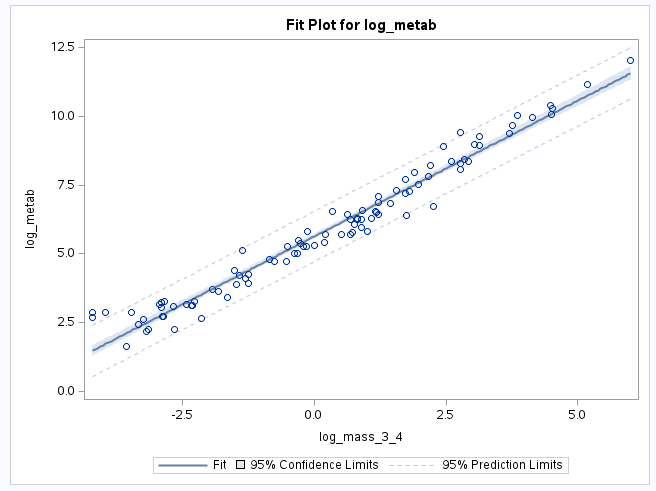 Fit Plot for log_metab
12.5
10.0
7.5
5.0
2.5
0.0
log_metab
-2.5 0.0 2.5 5.0
log_mass_3_4
Fit 95% Confidence Limits 95% Prediction Limits